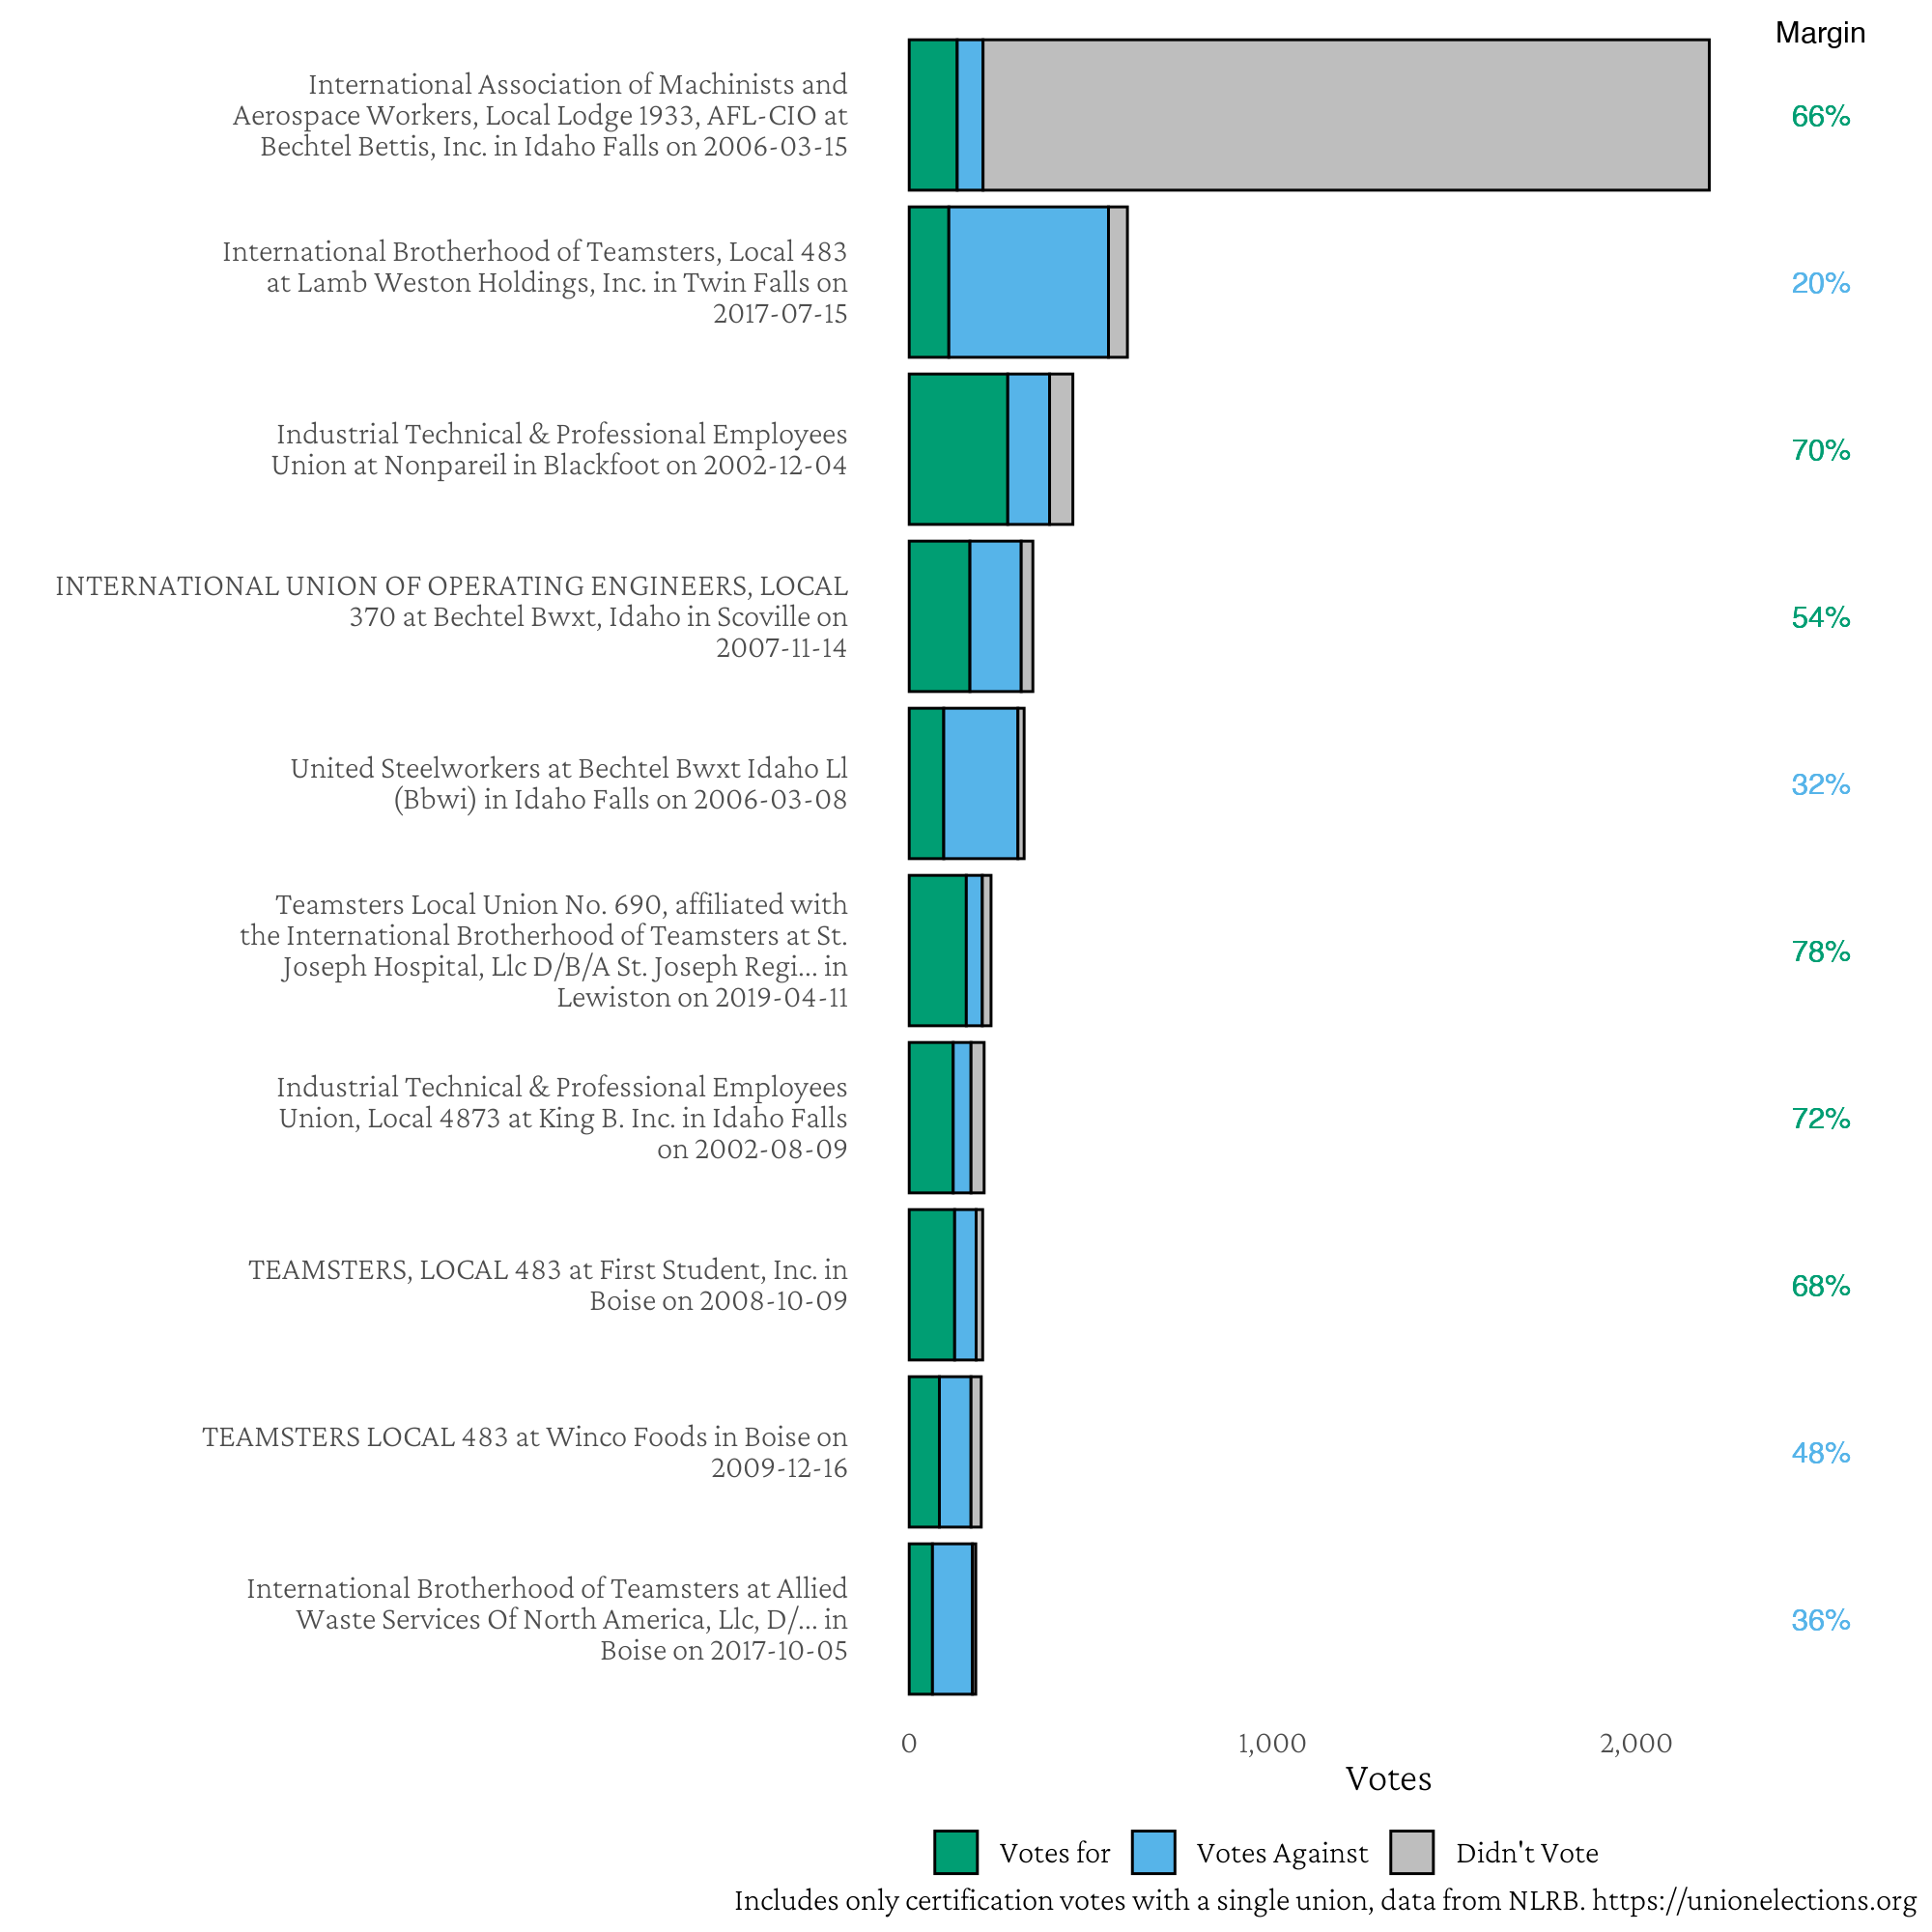 Margin
International Association of Machinists and
Aerospace Workers, Local Lodge 1933, AFL-CIO at
Bechtel Bettis, Inc. in Idaho Falls on 2006-03-15
66%
International Brotherhood of Teamsters, Local 483
at Lamb Weston Holdings, Inc. in Twin Falls on
2017-07-15
20%
Industrial Technical & Professional Employees
Union at Nonpareil in Blackfoot on 2002-12-04
70%
INTERNATIONAL UNION OF OPERATING ENGINEERS, LOCAL
370 at Bechtel Bwxt, Idaho in Scoville on
2007-11-14
54%
United Steelworkers at Bechtel Bwxt Idaho Ll
(Bbwi) in Idaho Falls on 2006-03-08
32%
Teamsters Local Union No. 690, affiliated with
the International Brotherhood of Teamsters at St.
Joseph Hospital, Llc D/B/A St. Joseph Regi... in
Lewiston on 2019-04-11
78%
Industrial Technical & Professional Employees
Union, Local 4873 at King B. Inc. in Idaho Falls
on 2002-08-09
72%
TEAMSTERS, LOCAL 483 at First Student, Inc. in
Boise on 2008-10-09
68%
TEAMSTERS LOCAL 483 at Winco Foods in Boise on
2009-12-16
48%
International Brotherhood of Teamsters at Allied
Waste Services Of North America, Llc, D/... in
Boise on 2017-10-05
36%
0 1,000 2,000
Votes
Votes for Votes Against Didn't Vote
Includes only certification votes with a single union, data from NLRB. https://unionelections.org